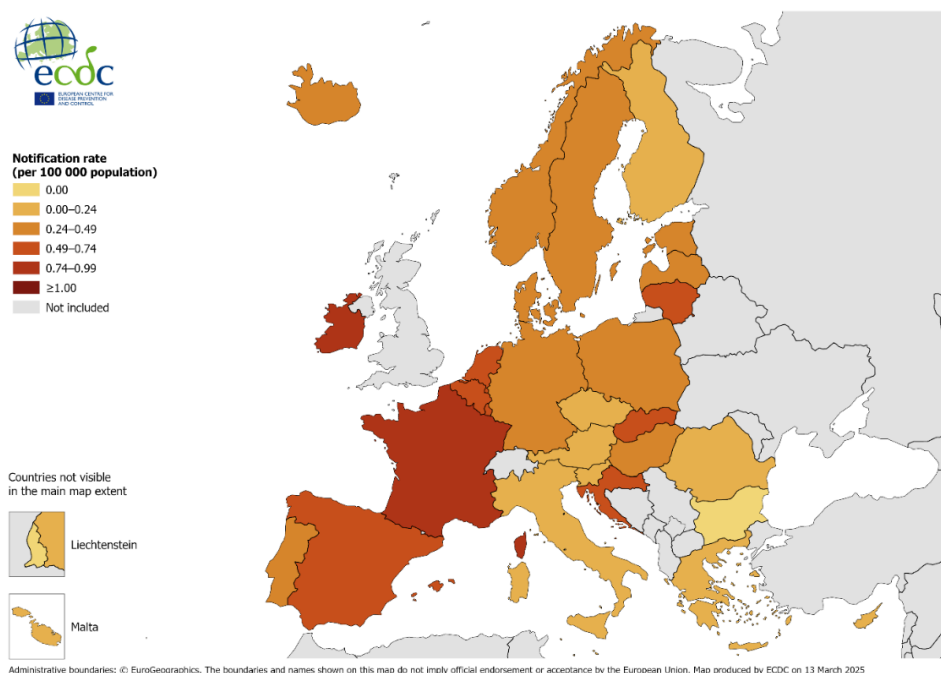 ecdc
EUROPEAN CENTRE FOR
DISEASE PREVENTION
AND CONTROL
Notification rate
(per 100 000 population)
0.00
0.00–0.24
0.24–0.49
0.49–0.74
0.74–0.99
≥1.00
Not included
Countries not visible
in the main map extent
Liechtenstein
Malta
Administrative boundaries: © EuroGeographics. The boundaries and names shown on this map do not imply official endorsement or acceptance by the European Union. Map produced by ECDC on 13 March 2025